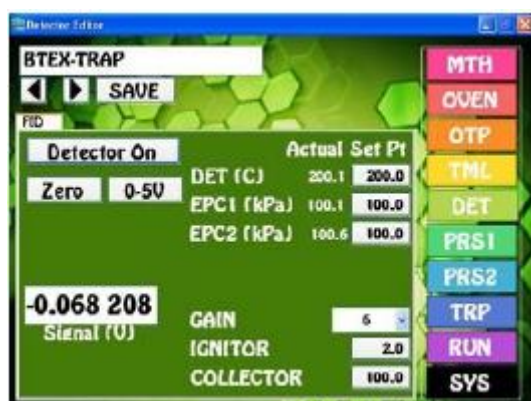 Detector Editor
BTEX-TRAP
SAVE
FID
Detector On
Zero 0-5V
Actual Set Pt
DET (C) 200.1 200.0
EPC1 (kPa) 100.1 100.0
EPC2 (kPa) 100.6 100.0
-0.068 208
Signal (V)
GAIN 6
IGNITOR 2.0
COLLECTOR 100.0
MTH
OVEN
OTP
TML
DET
PRS1
PRS2
TRP
RUN
SYS